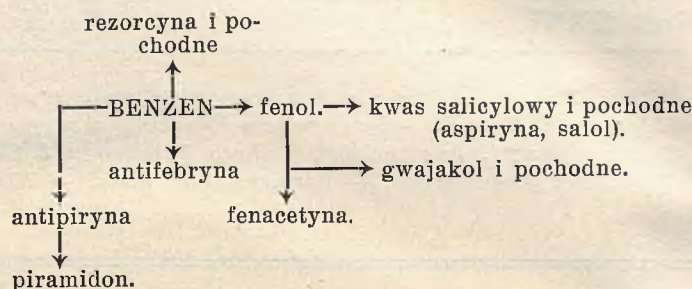 rezorcyna i po-
chodne
BENZEN fenol. kwas salicylowy i pochodne
(aspiryna, salol).
antifebryna gwajakol i pochodne.
antipiryna fenacetyna.
piramidon.